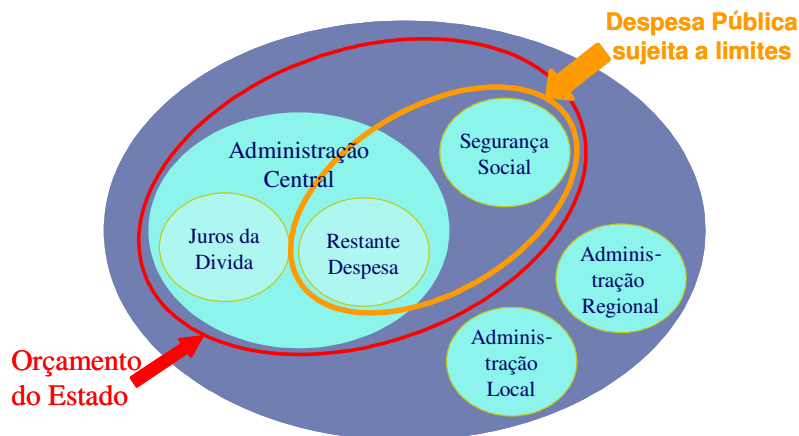 Despesa Pública
sujeita a limites
Segurança
Social
Administração
Central
Juros da
Divida
Restante
Despesa
Adminis-
tração
Regional
Adminis-
tração
Local
Orçamento
do Estado